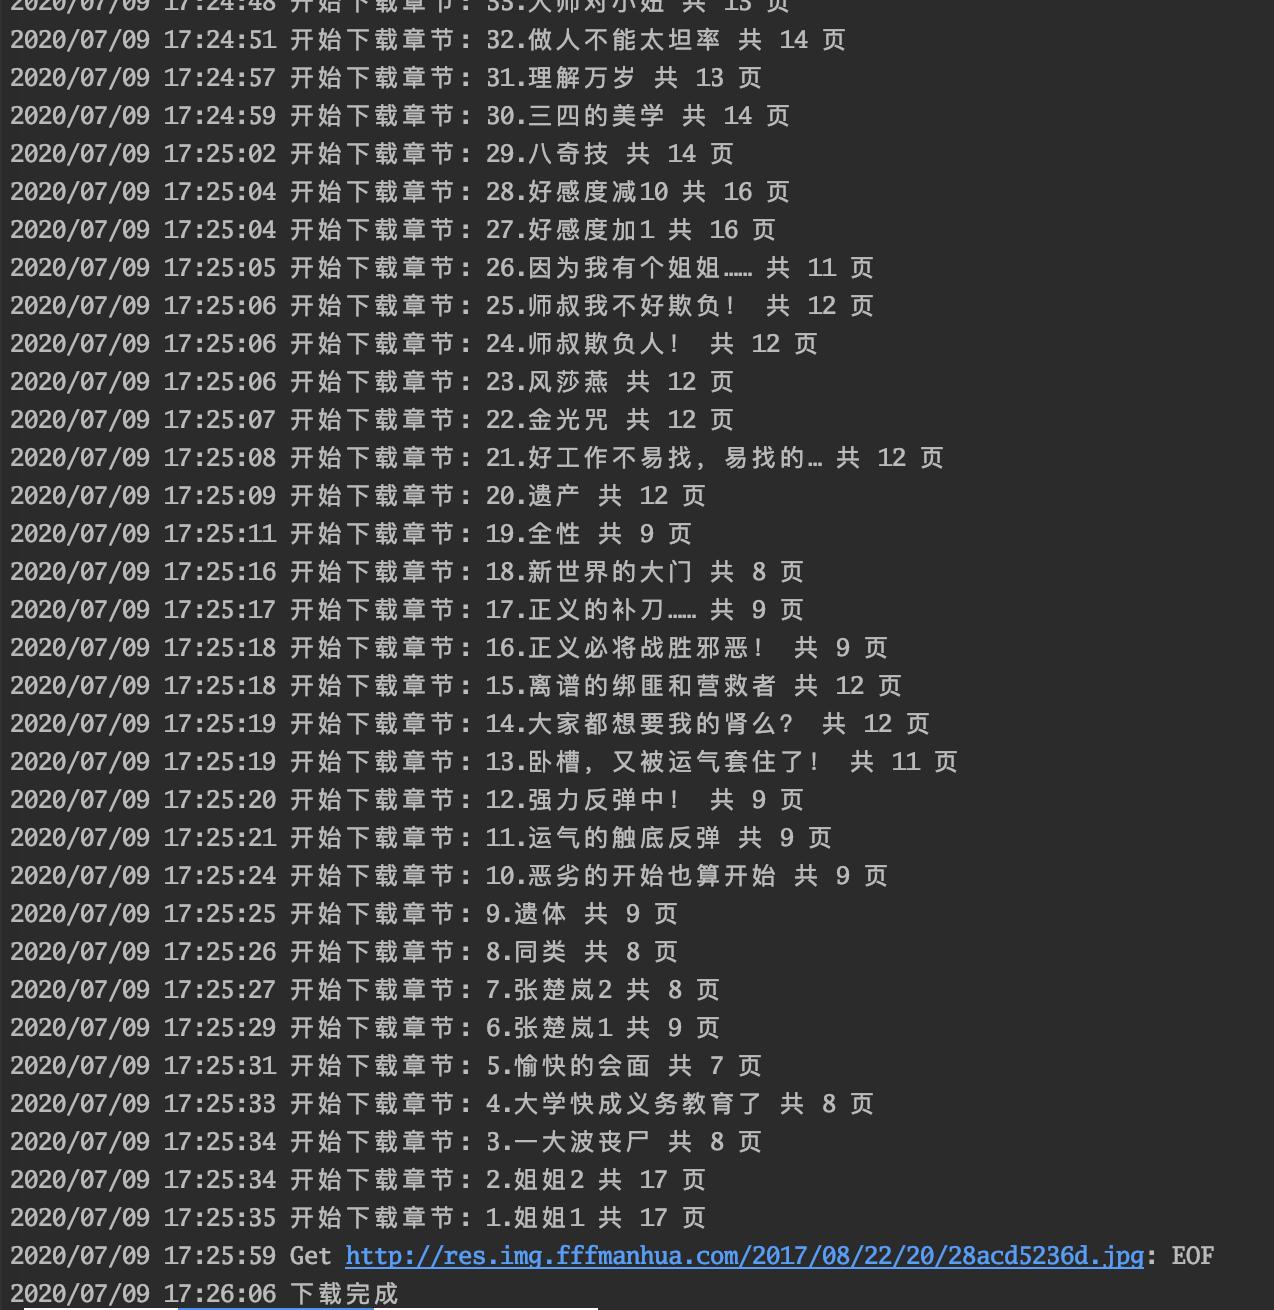 2020/07/09 17:24:48 开始下载章节: 33.大师对小妞 共 13 页
2020/07/09 17:24:51 开始下载章节: 32.做人不能太坦率 共 14 页
2020/07/09 17:24:57 开始下载章节: 31.理解万岁 共 13 页
2020/07/09 17:24:59 开始下载章节: 30.三四的美学 共 14 页
2020/07/09 17:25:02 开始下载章节: 29.八奇技 共 14 页
2020/07/09 17:25:04 开始下载章节: 28.好感度减10 共 16 页
2020/07/09 17:25:04 开始下载章节: 27.好感度加1 共 16 页
2020/07/09 17:25:05 开始下载章节: 26.因为我有个姐姐…… 共 11 页
2020/07/09 17:25:06 开始下载章节: 25.师叔我不好欺负！ 共 12 页
2020/07/09 17:25:06 开始下载章节: 24.师叔欺负人！ 共 12 页
2020/07/09 17:25:06 开始下载章节: 23.风莎燕 共 12 页
2020/07/09 17:25:07 开始下载章节: 22.金光咒 共 12 页
2020/07/09 17:25:08 开始下载章节: 21.好工作不易找，易找的… 共 12 页
2020/07/09 17:25:09 开始下载章节: 20.遗产 共 12 页
2020/07/09 17:25:11 开始下载章节: 19.全性 共 9 页
2020/07/09 17:25:16 开始下载章节: 18.新世界的大门 共 8 页
2020/07/09 17:25:17 开始下载章节: 17.正义的补刀…… 共 9 页
2020/07/09 17:25:18 开始下载章节: 16.正义必将战胜邪恶！ 共 9 页
2020/07/09 17:25:18 开始下载章节: 15.离谱的绑匪和营救者 共 12 页
2020/07/09 17:25:19 开始下载章节: 14.大家都想要我的肾么？ 共 12 页
2020/07/09 17:25:19 开始下载章节: 13.卧槽，又被运气套住了！ 共 11 页
2020/07/09 17:25:20 开始下载章节: 12.强力反弹中！ 共 9 页
2020/07/09 17:25:21 开始下载章节: 11.运气的触底反弹 共 9 页
2020/07/09 17:25:24 开始下载章节: 10.恶劣的开始也算开始 共 9 页
2020/07/09 17:25:25 开始下载章节: 9.遗体 共 9 页
2020/07/09 17:25:26 开始下载章节: 8.同类 共 8 页
2020/07/09 17:25:27 开始下载章节: 7.张楚岚2 共 8 页
2020/07/09 17:25:29 开始下载章节: 6.张楚岚1 共 9 页
2020/07/09 17:25:31 开始下载章节: 5.愉快的会面 共 7 页
2020/07/09 17:25:33 开始下载章节: 4.大学快成义务教育了 共 8 页
2020/07/09 17:25:34 开始下载章节: 3.一大波丧尸 共 8 页
2020/07/09 17:25:34 开始下载章节: 2.姐姐2 共 17 页
2020/07/09 17:25:35 开始下载章节: 1.姐姐1 共 17 页
2020/07/09 17:25:59 Get http://res.img.fffmanhua.com/2017/08/22/20/28acd5236d.jpg: EOF
2020/07/09 17:26:06 下载完成